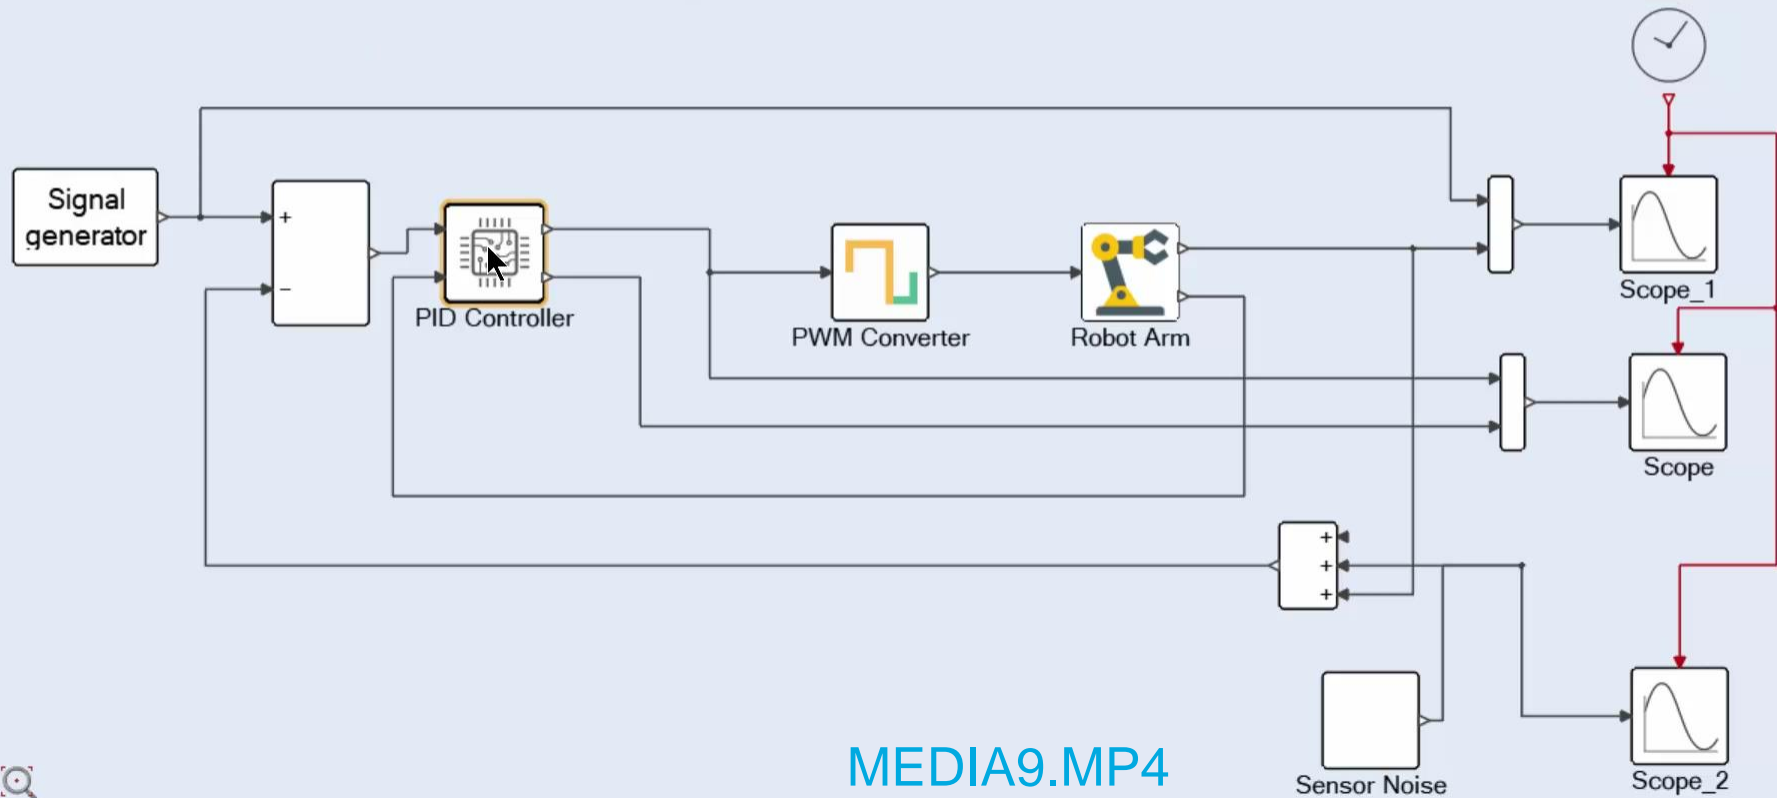 Signal
generator
+
−
PID Controller
PWM Converter
Robot Arm
Scope_1
Scope
+
+
+
Sensor Noise
Scope_2
MEDIA9.MP4